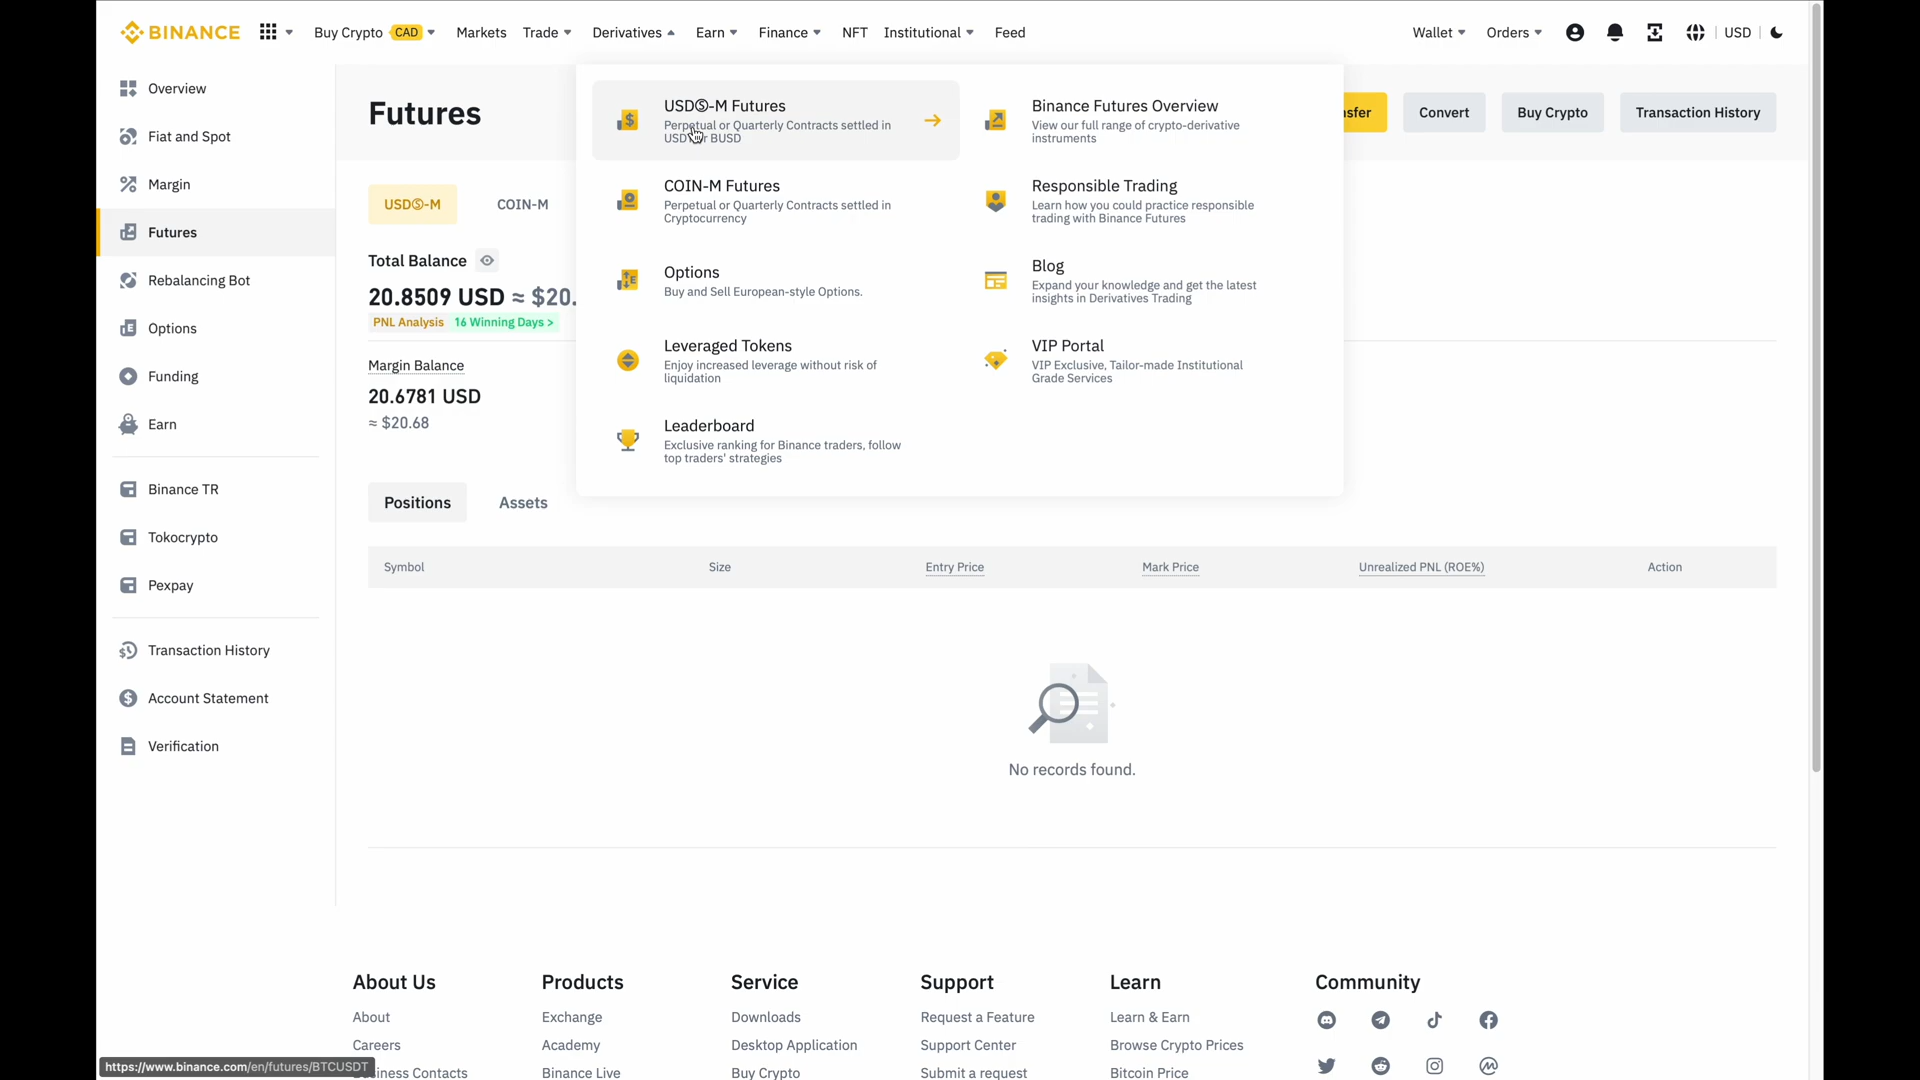 BINANCE
Buy Crypto CAD Markets Trade Derivatives Earn Finance NFT Institutional Feed
Wallet Orders USD
Overview
Fiat and Spot
Margin
Futures
Rebalancing Bot
Options
Funding
Earn
Binance TR
Tokocrypto
Pexpay
Transaction History
Account Statement
Verification
Futures
USDⓈ-M COIN-M
Total Balance
20.8509 USD ≈ $20.
PNL Analysis 16 Winning Days >
Margin Balance
20.6781 USD
≈ $20.68
USDⓈ-M Futures
Perpetual or Quarterly Contracts settled in
BUSD
COIN-M Futures
Perpetual or Quarterly Contracts settled in
Cryptocurrency
Options
Buy and Sell European-style Options.
Leveraged Tokens
Enjoy increased leverage without risk of
liquidation
Leaderboard
Exclusive ranking for Binance traders, follow
top traders' strategies
Binance Futures Overview
View our full range of crypto-derivative
instruments
Responsible Trading
Learn how you could practice responsible
trading with Binance Futures
Blog
Expand your knowledge and get the latest
insights in Derivatives Trading
VIP Portal
VIP Exclusive, Tailor-made Institutional
Grade Services
sfer Convert Buy Crypto Transaction History
Positions Assets
Symbol Size Entry Price Mark Price Unrealized PNL (ROE%) Action
No records found.
About Us
About
Careers
siness Contacts
Products
Exchange
Academy
Binance Live
Service
Downloads
Desktop Application
Buy Crypto
Support
Request a Feature
Support Center
Submit a request
Learn
Learn & Earn
Browse Crypto Prices
Bitcoin Price
Community
https://www.binance.com/en/futures/BTCUSDT